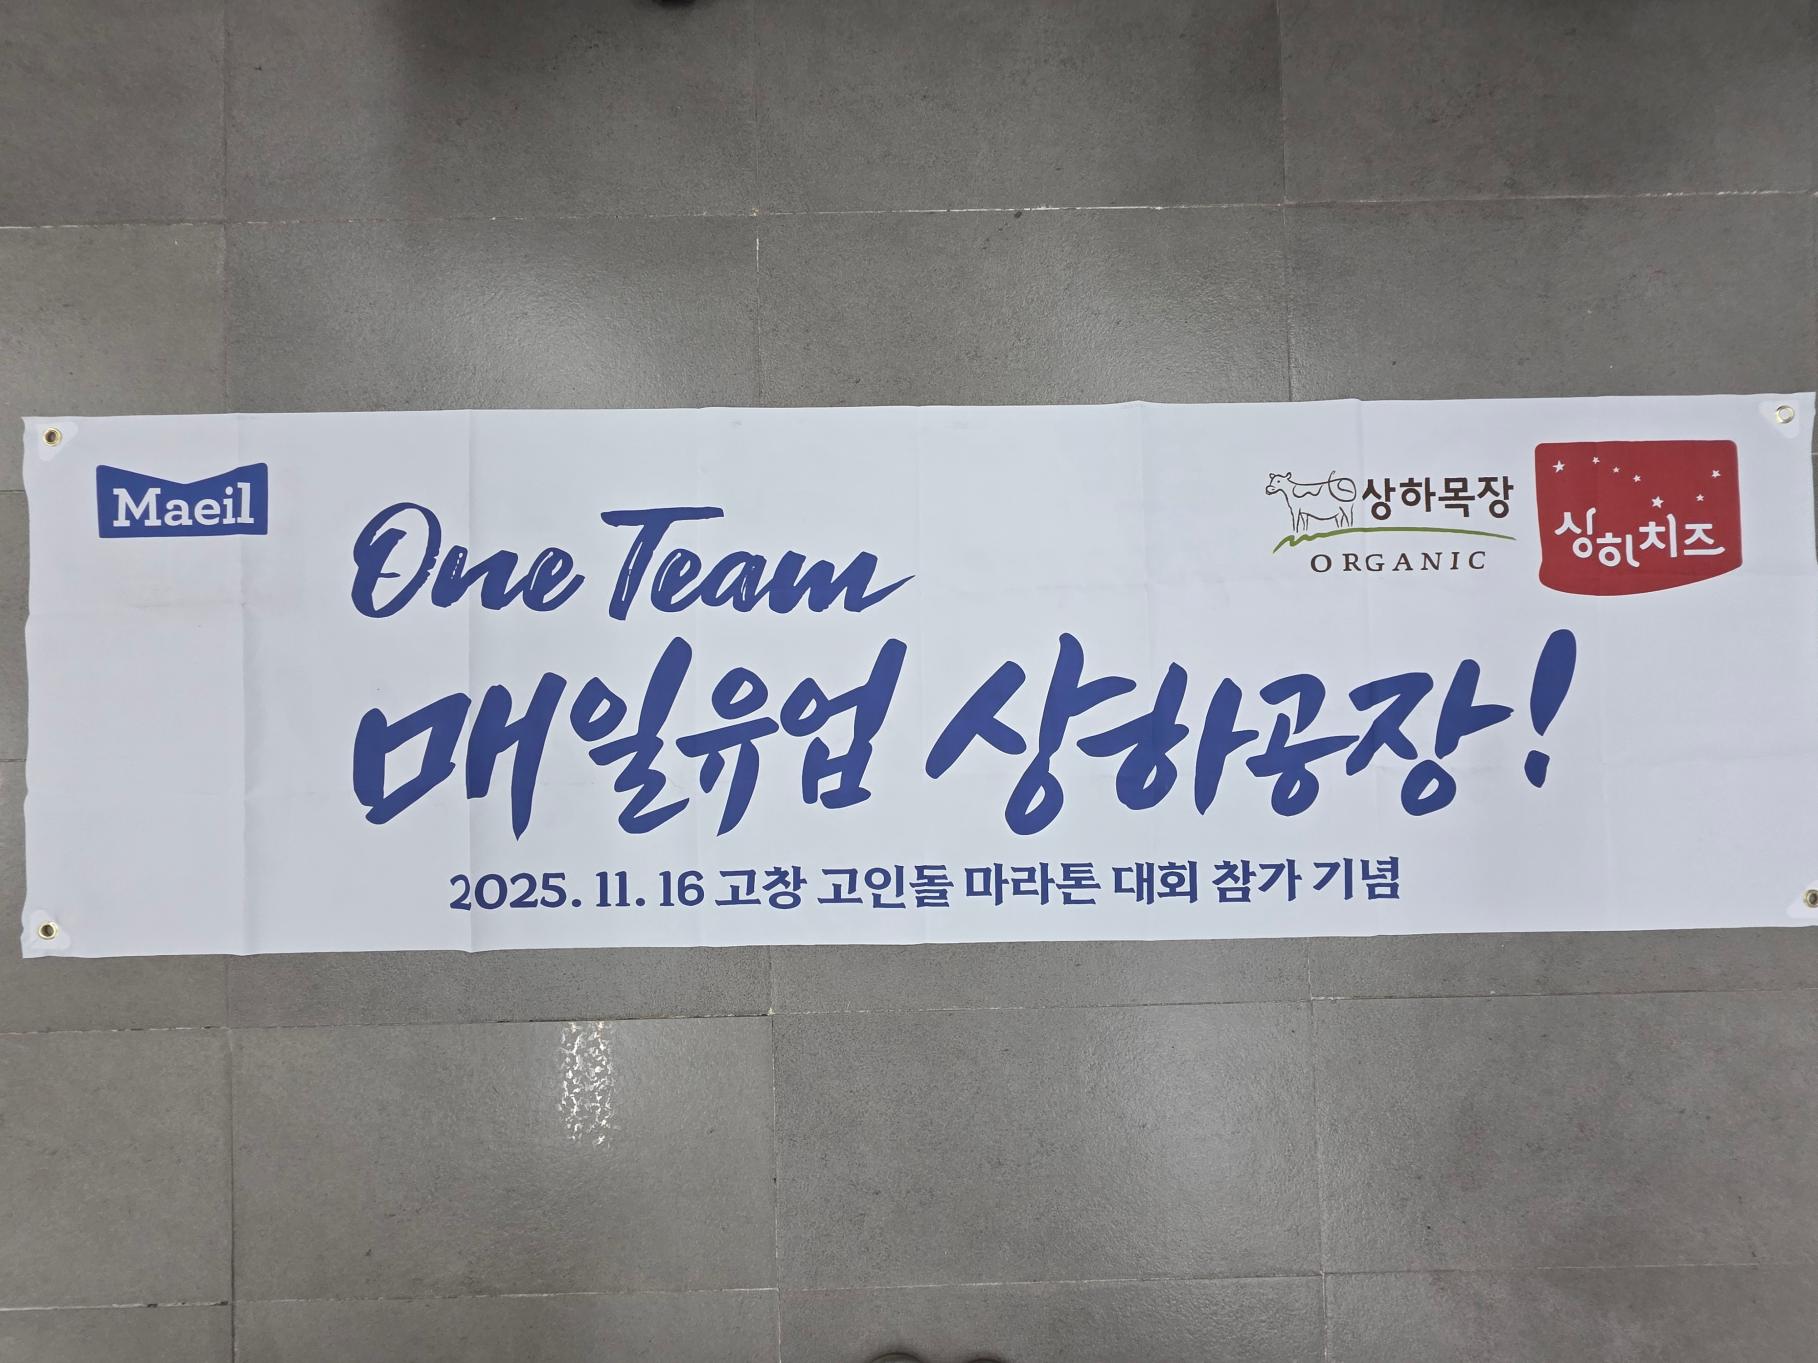 Maeil
상하목장
ORGANIC
상하치즈
One Team
매일유업 상하공장!
2025. 11. 16 고창 고인돌 마라톤 대회 참가 기념